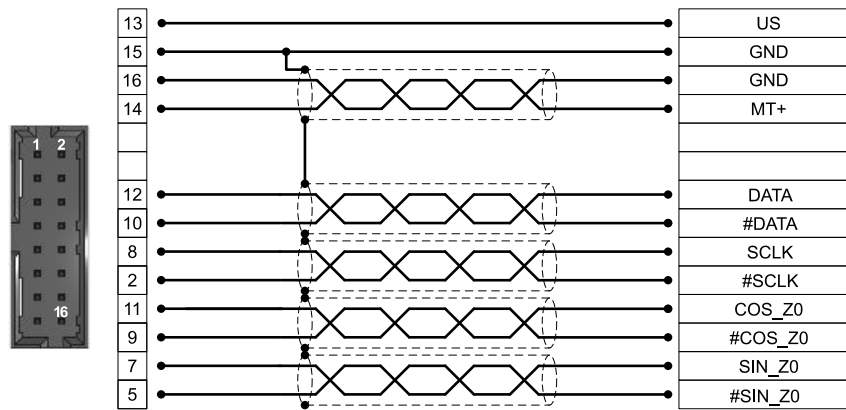 13 US
15 GND
16 GND
14 MT+
1 2
12 DATA
10 #DATA
8 SCLK
2 #SCLK
11 COS_Z0
16
9 #COS_Z0
7 SIN_Z0
5 #SIN_Z0